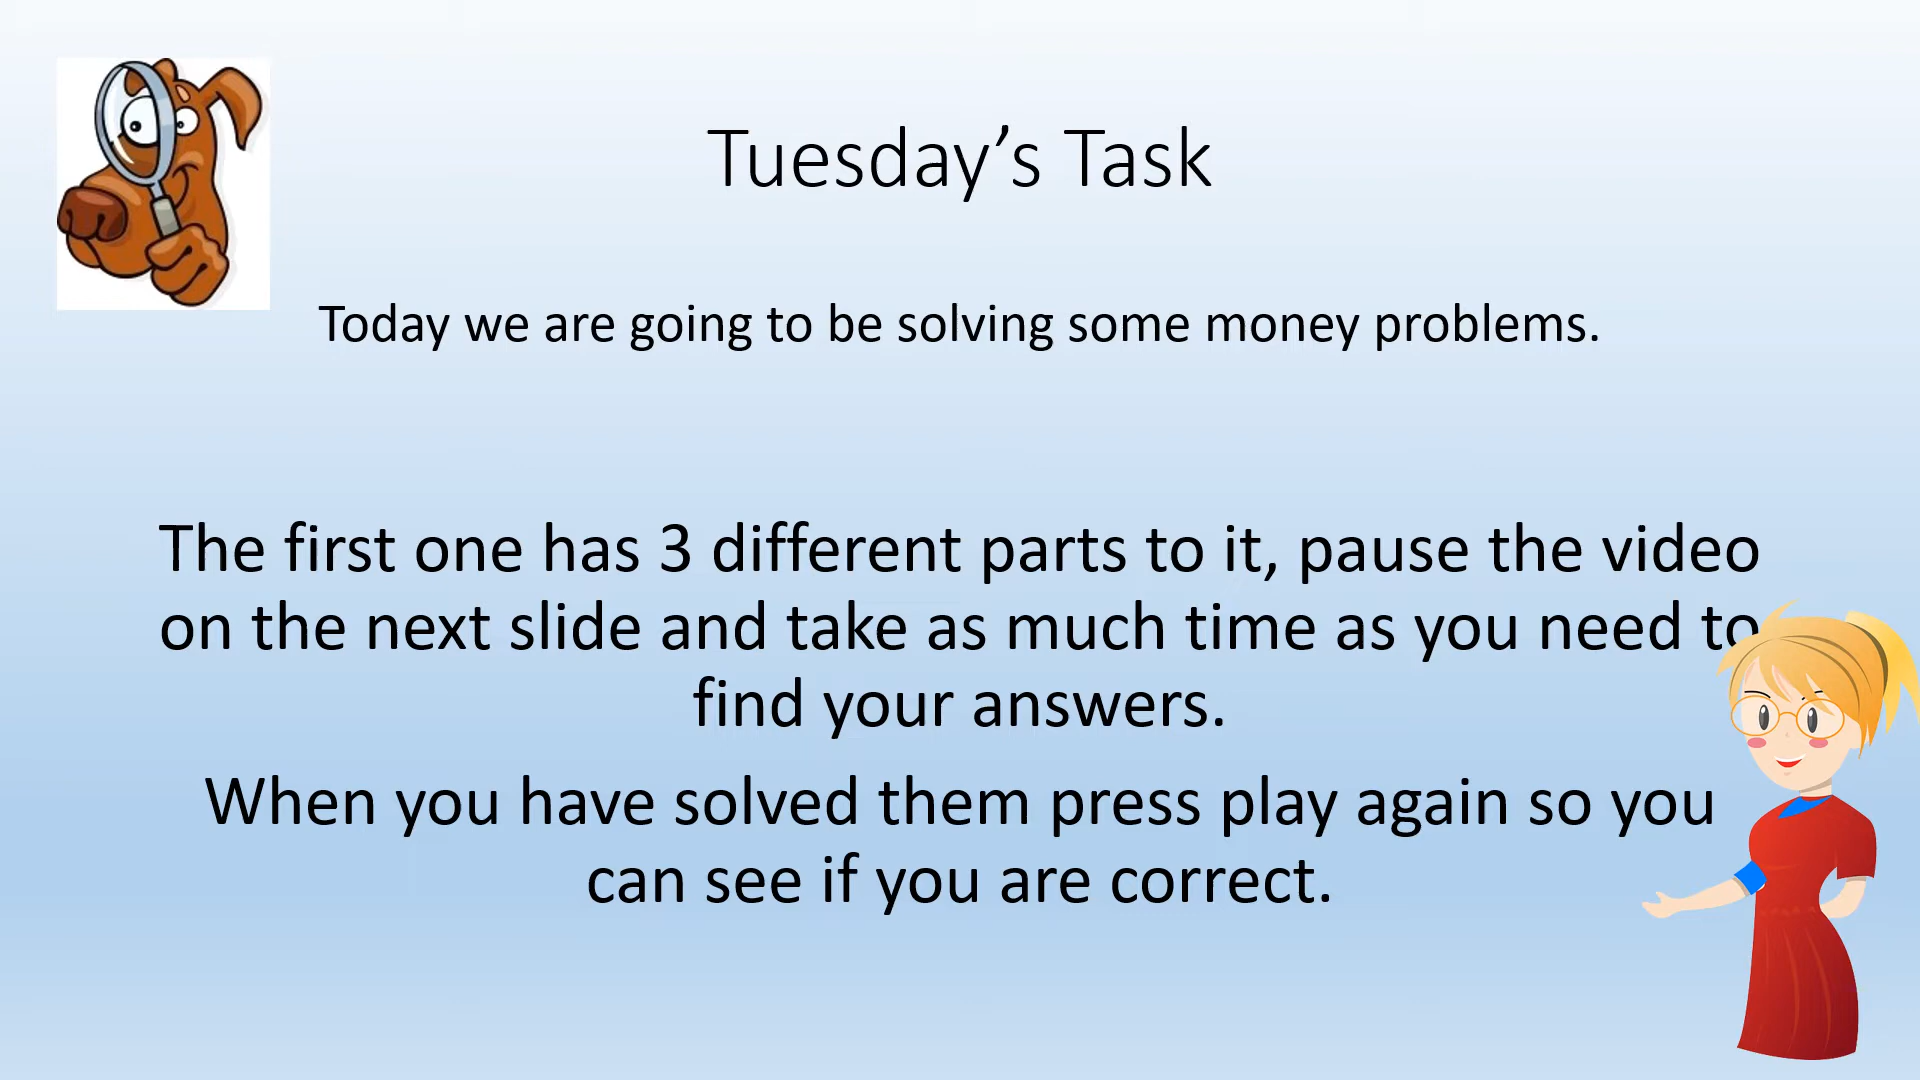 Tuesday’s Task
Today we are going to be solving some money problems.
The first one has 3 different parts to it, pause the video
on the next slide and take as much time as you need to
find your answers.
When you have solved them press play again so you
can see if you are correct.